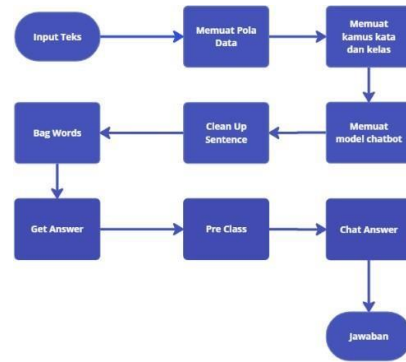 Input Teks
Memuat Pola
Data
Memuat
kamus kata
dan kelas
Memuat
model chatbot
Clean Up
Sentence
Bag Words
Get Answer
Pre Class
Chat Answer
Jawaban